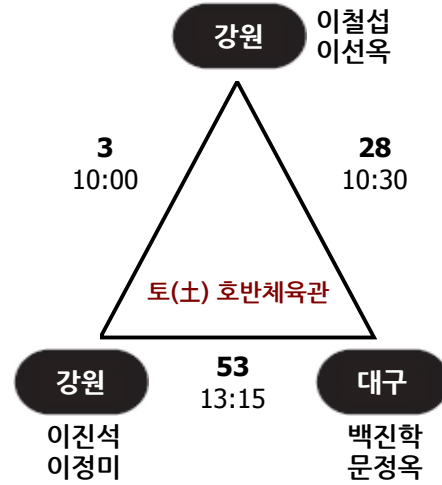 강원
이철섭
이선옥
3
10:00
28
10:30
토(土) 호반체육관
53
13:15
강원
이진석
이정미
대구
백진학
문정옥